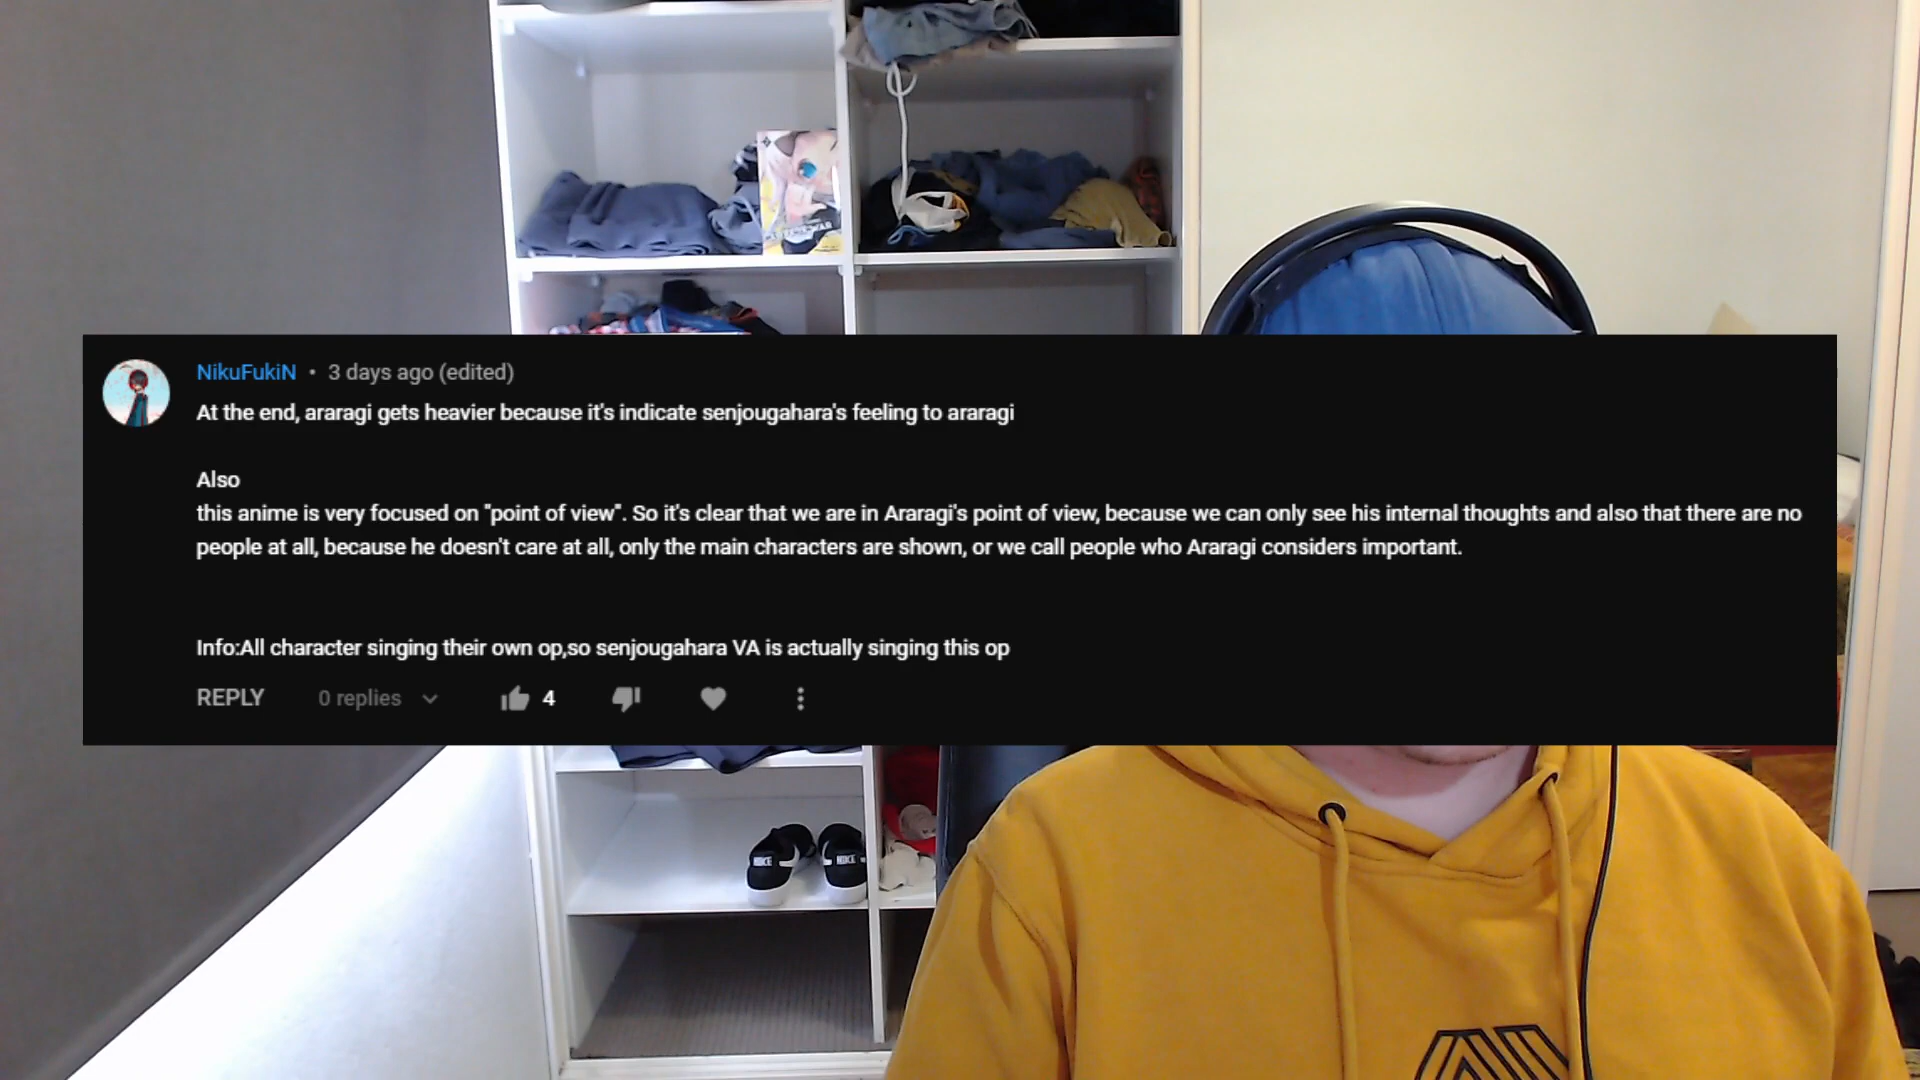 NikuFukiN • 3 days ago (edited)
At the end, araragi gets heavier because it's indicate senjougahara's feeling to araragi
Also
this anime is very focused on "point of view". So it's clear that we are in Araragi's point of view, because we can only see his internal thoughts and also that there are no
people at all, because he doesn't care at all, only the main characters are shown, or we call people who Araragi considers important.
Info:All character singing their own op,so senjougahara VA is actually singing this op
REPLY 0 replies 4
NIKE NIKE